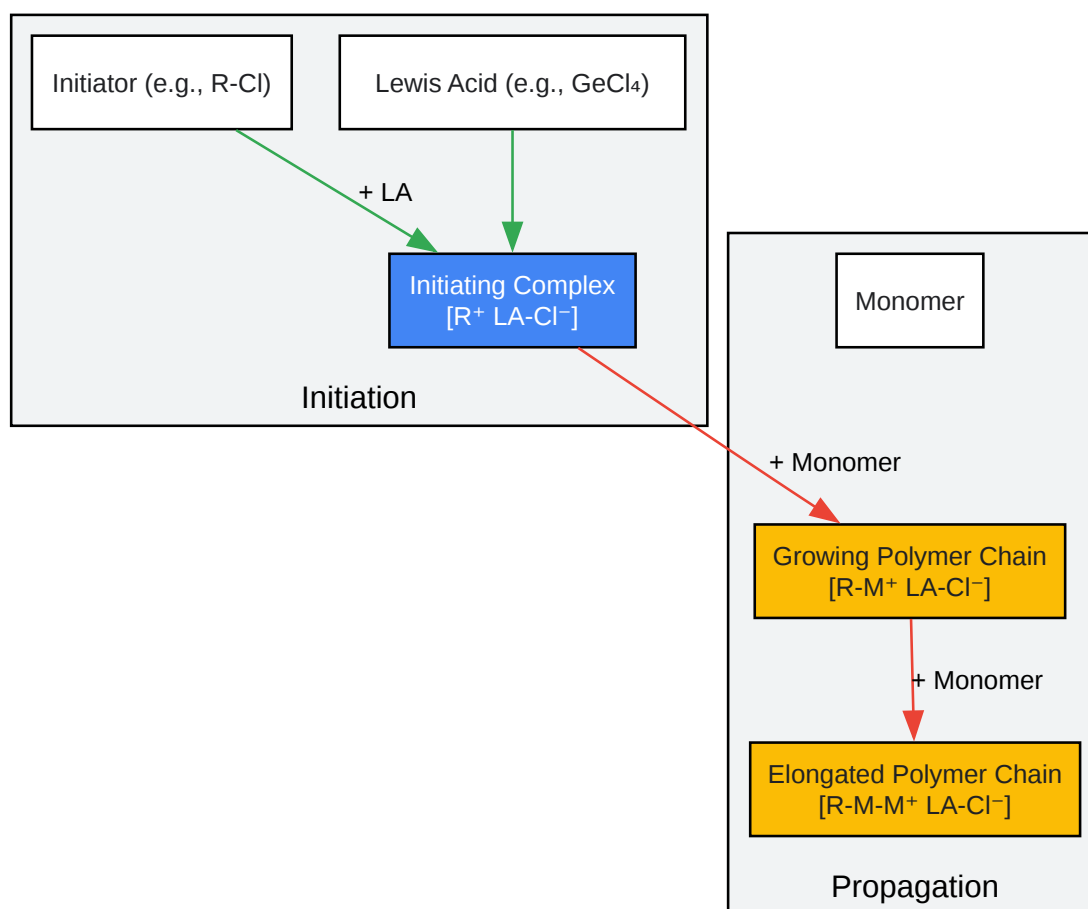 Initiator (e.g., R-Cl)
Lewis Acid (e.g., GeCl₄)
+ LA
Initiating Complex
[R⁺ LA-Cl⁻]
Initiation
Monomer
+ Monomer
Growing Polymer Chain
[R-M⁺ LA-Cl⁻]
+ Monomer
Elongated Polymer Chain
[R-M-M⁺ LA-Cl⁻]
Propagation